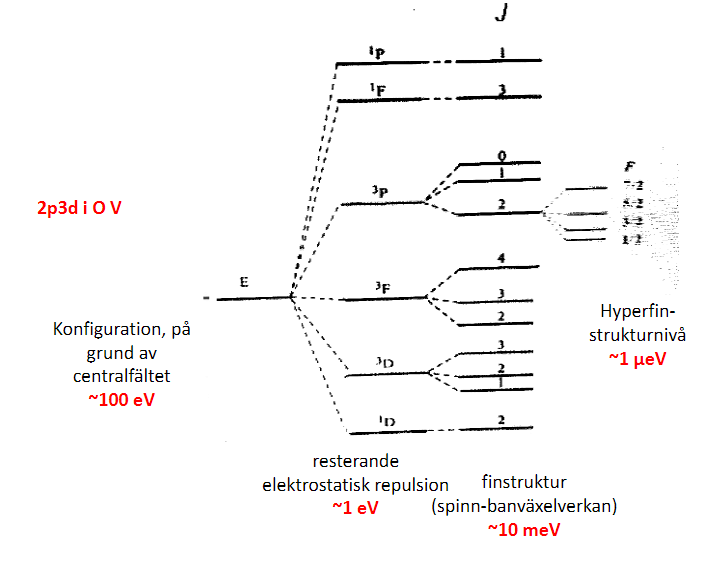 J
¹P 1
¹F 3
0
³P 1
2
F
7/2
5/2
3/2
1/2
2p3d i O V
E
4
³F 3
2
3
³D 2
1
¹D 2
Konfiguration, på
grund av
centralfältet
~100 eV
Hyperfin-
strukturnivå
~1 µeV
resterande
elektrostatisk repulsion
~1 eV
finstruktur
(spinn-banväxelverkan)
~10 meV